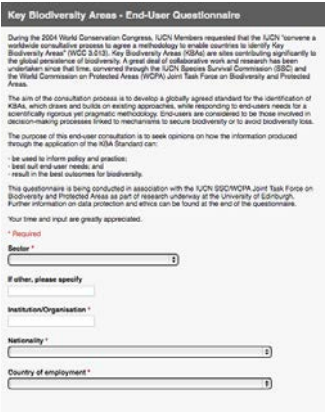 Key Biodiversity Areas - End-User Questionnaire
During the 2004 World Conservation Congress, IUCN Members requested that the IUCN "convene a
worldwide consultative process to agree a methodology to enable countries to identify Key
Biodiversity Areas" (WCC 3.013). Key Biodiversity Areas (KBAs) are sites contributing significantly to
the global persistence of biodiversity. A great deal of collaborative work and research has been
undertaken since that time, convened through the IUCN Species Survival Commission (SSC) and
the World Commission on Protected Areas (WCPA) Joint Task Force on Biodiversity and Protected
Areas.
The aim of the consultation process is to develop a globally agreed standard for the identification of
KBAs, which draws and builds on existing approaches, while responding to end-users needs for a
scientifically rigorous yet pragmatic methodology. End-users are considered to be those involved in
decision-making processes linked to mechanisms to secure biodiversity or to avoid biodiversity loss.
The purpose of this end-user consultation is to seek opinions on how the information produced
through the application of the KBA Standard can:
- be used to inform policy and practice;
- best suit end-user needs; and
- result in the best outcomes for biodiversity.
This questionnaire is being conducted in association with the IUCN SSC/WCPA Joint Task Force on
Biodiversity and Protected Areas as part of research underway at the University of Edinburgh.
Further information on data protection and ethics can be found at the end of the questionnaire.
Your time and input are greatly appreciated.
* Required
Sector *
If other, please specify
Institution/Organisation *
Nationality *
Country of employment *